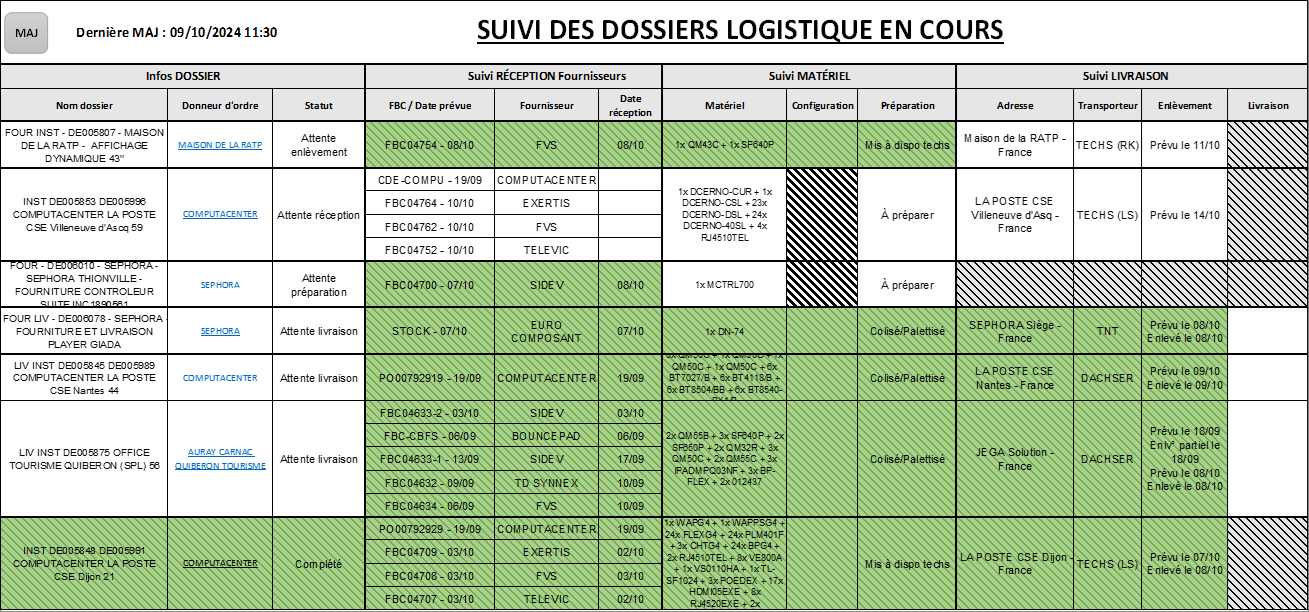 MAJ
Dernière MAJ : 09/10/2024 11:30
SUIVI DES DOSSIERS LOGISTIQUE EN COURS
Infos DOSSIER
Suivi RÉCEPTION Fournisseurs
Suivi MATÉRIEL
Suivi LIVRAISON
Nom dossier
Donneur d'ordre
Statut
FBC / Date prévue
Fournisseur
Date
réception
Matériel
Configuration
Préparation
Adresse
Transporteur
Enlèvement
Livraison
FOUR INST - DE005807 - MAISON
DE LA RATP - AFFICHAGE
DYNAMIQUE 43"
MAISON DE LA RATP
Attente
enlèvement
FBC04754 - 08/10
FVS
08/10
1x QM43C + 1x SF640P
Mis à dispo techs
Maison de la RATP -
France
TECHS (RK)
Prévu le 11/10
INST DE005853 DE005996
COMPUTACENTER LA POSTE
CSE Villeneuve d'Ascq 59
COMPUTACENTER
Attente réception
CDE-COMPU - 19/09
COMPUTACENTER
FBC04764 - 10/10
EXERTIS
FBC04762 - 10/10
FVS
FBC04752 - 10/10
TELEVIC
1x DCERNO-CUR + 1x
DCERNO-CSL + 23x
DCERNO-DSL + 24x
DCERNO-40SL + 4x
RJ4510TEL
À préparer
LA POSTE CSE
Villeneuve d'Asq -
France
TECHS (LS)
Prévu le 14/10
FOUR - DE006010 - SEPHORA -
SEPHORA THIONVILLE -
FOURNITURE CONTROLEUR
SUITE INC1890561
SEPHORA
Attente
préparation
FBC04700 - 07/10
SIDEV
08/10
1x MCTRL700
À préparer
FOUR LIV - DE006078 - SEPHORA -
FOURNITURE ET LIVRAISON
PLAYER GIADA
SEPHORA
Attente livraison
STOCK - 07/10
EURO
COMPOSANT
07/10
1x DN-74
Colisé/Palettisé
SEPHORA Siège -
France
TNT
Prévu le 08/10
Enlevé le 08/10
LIV INST DE005845 DE005989
COMPUTACENTER LA POSTE
CSE Nantes 44
COMPUTACENTER
Attente livraison
PO00792919 - 19/09
COMPUTACENTER
19/09
QM50C + 1x QM50C + 6x
BT7027/B + 6x BT4118/B +
6x BT8504/BB + 6x BT8540-
Colisé/Palettisé
LA POSTE CSE
Nantes - France
DACHSER
Prévu le 09/10
Enlevé le 09/10
LIV INST DE005875 OFFICE
TOURISME QUIBERON (SPL) 56
AURAY CARNAC
QUIBERON TOURISME
Attente livraison
FBC04633-2 - 03/10
SIDEV
03/10
FBC-CBFS - 06/09
BOUNCEPAD
06/09
FBC04633-1 - 13/09
SIDEV
17/09
FBC04632 - 09/09
TD SYNNEX
10/09
FBC04634 - 06/09
FVS
10/09
2x QM55B + 3x SF640P + 2x
SF650P + 2x QM32R + 3x
QM50C + 2x QM55C + 3x
IPADMPQ03NF + 3x BP-
FLEX + 2x 012437
Colisé/Palettisé
JEGA Solution -
France
DACHSER
Prévu le 18/09
Enlv° partiel le
18/09
Prévu le 08/10
Enlevé le 08/10
INST DE005848 DE005991
COMPUTACENTER LA POSTE
CSE Dijon 21
COMPUTACENTER
Complété
PO00792929 - 19/09
COMPUTACENTER
19/09
FBC04709 - 03/10
EXERTIS
02/10
FBC04708 - 03/10
FVS
03/10
FBC04707 - 03/10
TELEVIC
02/10
1x WAPG4 + 1x WAPPSG4 +
24x FLEXG4 + 24x PLM401F
+ 3x CHTG4 + 24x BPG4 +
2x RJ4510TEL + 8x VE800A
+ 1x VS0110HA + 1x TL-
SF1024 + 3x POEDEX + 17x
HDMI05EXE + 8x
RJ4520EXE + 2x
Mis à dispo techs
LA POSTE CSE Dijon -
France
TECHS (LS)
Prévu le 07/10
Enlevé le 08/10